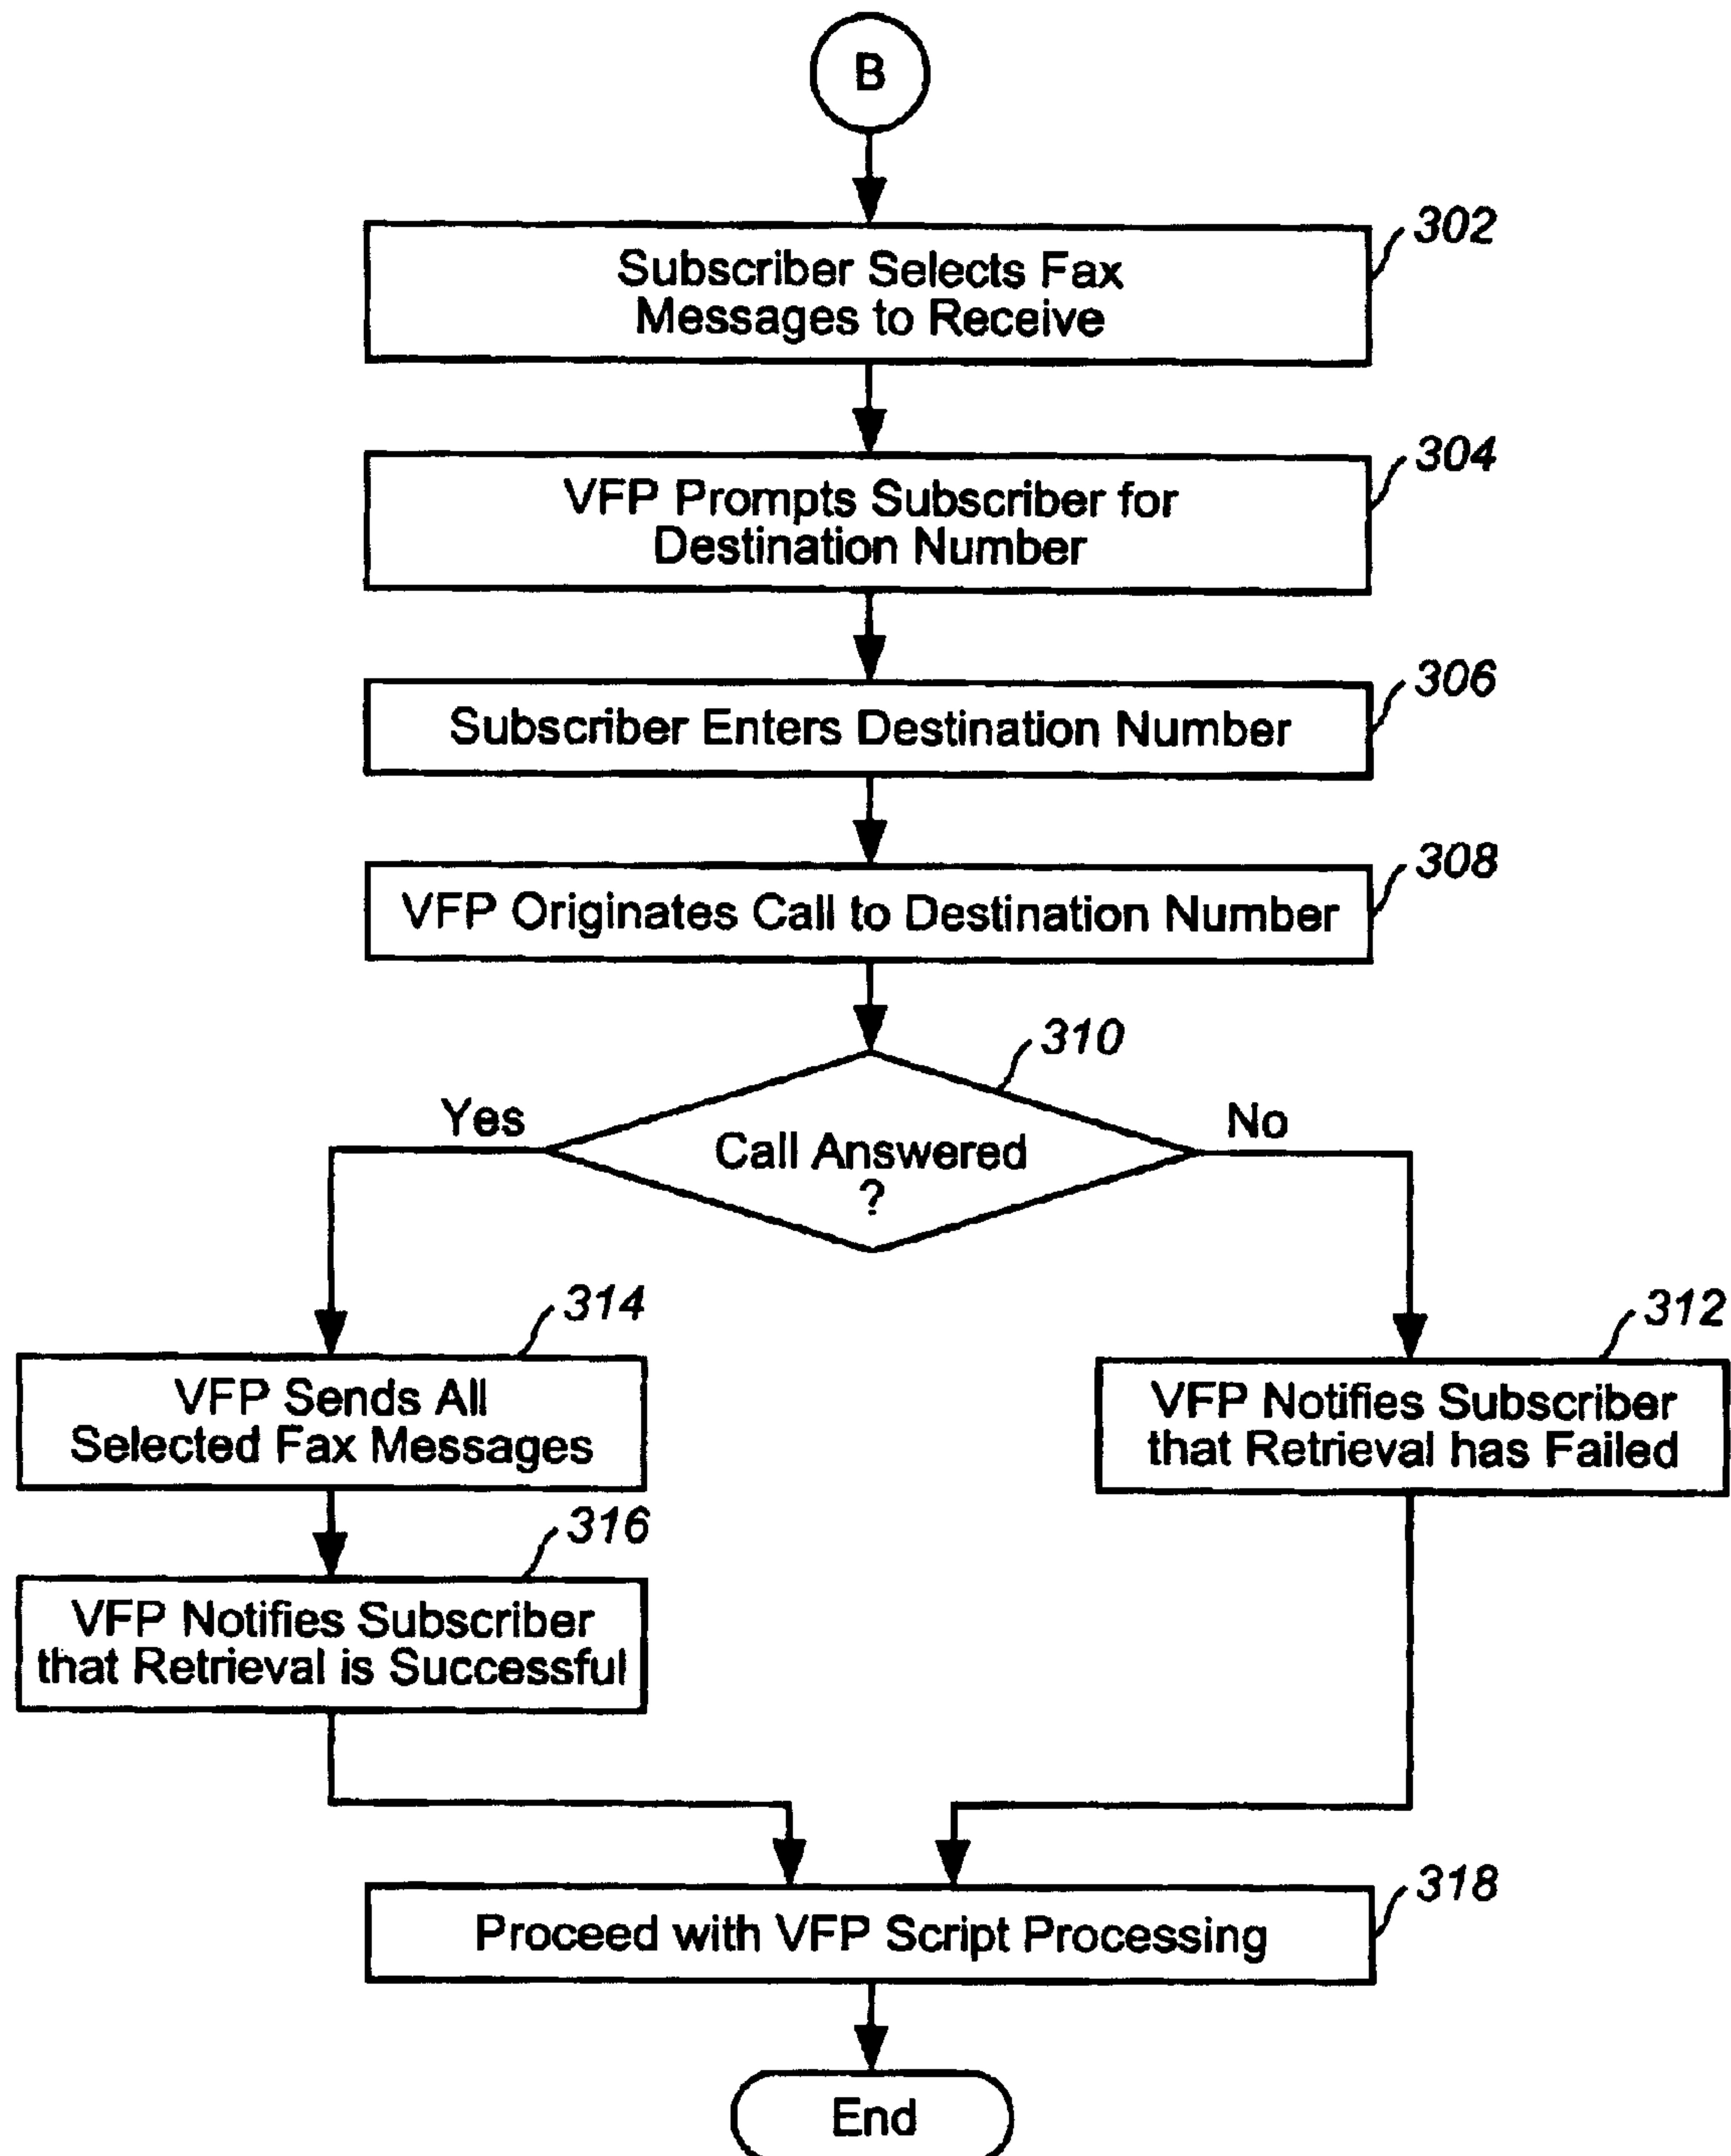 B
302
Subscriber Selects Fax
Messages to Receive
304
VFP Prompts Subscriber for
Destination Number
306
Subscriber Enters Destination Number
308
VFP Originates Call to Destination Number
310
Yes
No
Call Answered
?
314
312
VFP Sends All
Selected Fax Messages
VFP Notifies Subscriber
that Retrieval has Failed
316
VFP Notifies Subscriber
that Retrieval is Successful
318
Proceed with VFP Script Processing
End